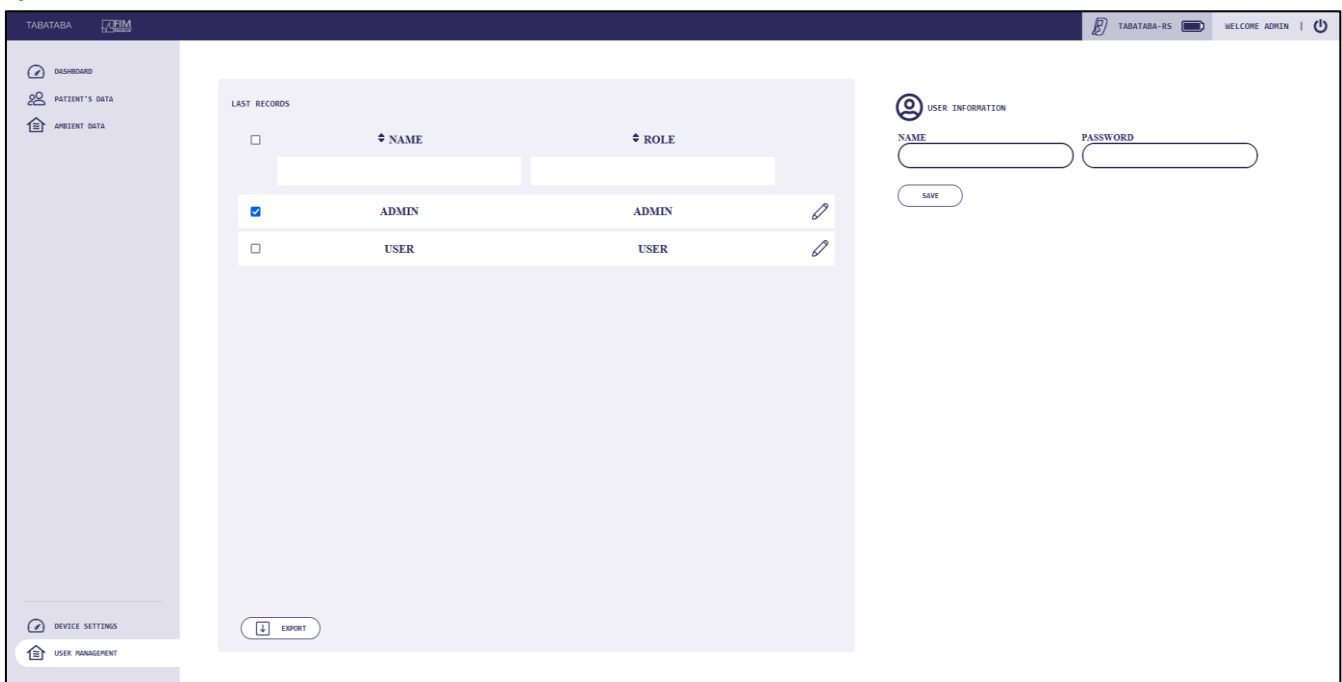 TABATABA FIM
TABATABA-RS WELCOME ADMIN |
DASHBOARD
PATIENT'S DATA
AMBIENT DATA
DEVICE SETTINGS
USER MANAGEMENT
LAST RECORDS
NAME ROLE
ADMIN ADMIN
USER USER
EXPORT
USER INFORMATION
NAME PASSWORD
SAVE